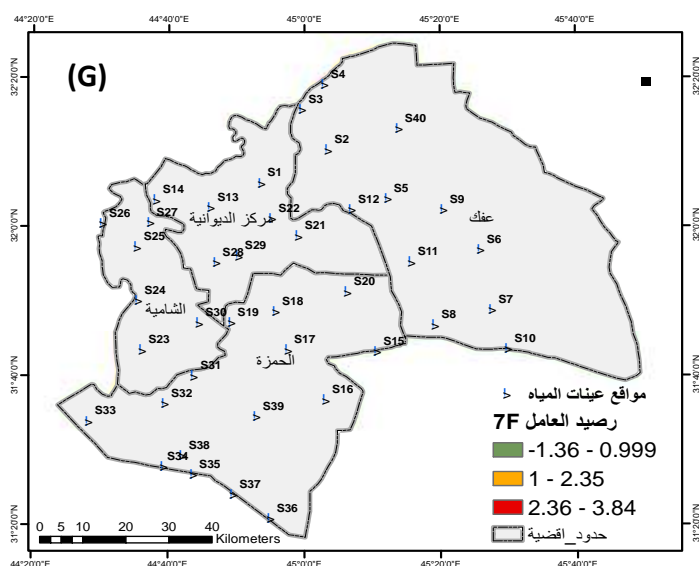 44°20'0"E 44°40'0"E 45°0'0"E 45°20'0"E 45°40'0"E
(G)
32°20'0"N 32°20'0"N
S4
S3
S40
S2
S1
S14
S13
S5
S12
S9
S26
S27
S22
مركز الديوانية
عفك
32°0'0"N 32°0'0"N
S21
S25
S29
S28
S6
S11
S24
S20
S18
S7
الشامية
S30
S19
S8
S23
S17
S15
S10
الحمزة
31°40'0"N 31°40'0"N
S31
S32
S16
S33
S39
مواقع عينات المياه
رصيد العامل 7F
-1.36 - 0.999
1 - 2.35
2.36 - 3.84
حدود_اقضية
S38
S34
S35
S37
S36
31°20'0"N 31°20'0"N
0 5 10 20 30 40
Kilometers
44°20'0"E 44°40'0"E 45°0'0"E 45°20'0"E 45°40'0"E